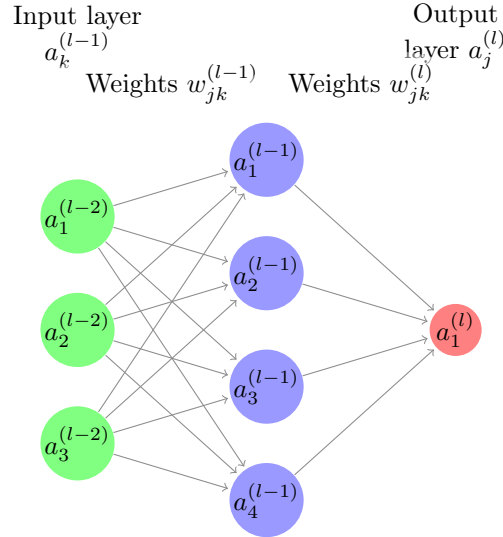 Input layer
a_k^{(l-1)}
Output
layer a_j^{(l)}
Weights w_{jk}^{(l-1)}
Weights w_{jk}^{(l)}
a_1^{(l-1)}
a_1^{(l-2)}
a_2^{(l-1)}
a_2^{(l-2)}
a_1^{(l)}
a_3^{(l-1)}
a_3^{(l-2)}
a_4^{(l-1)}